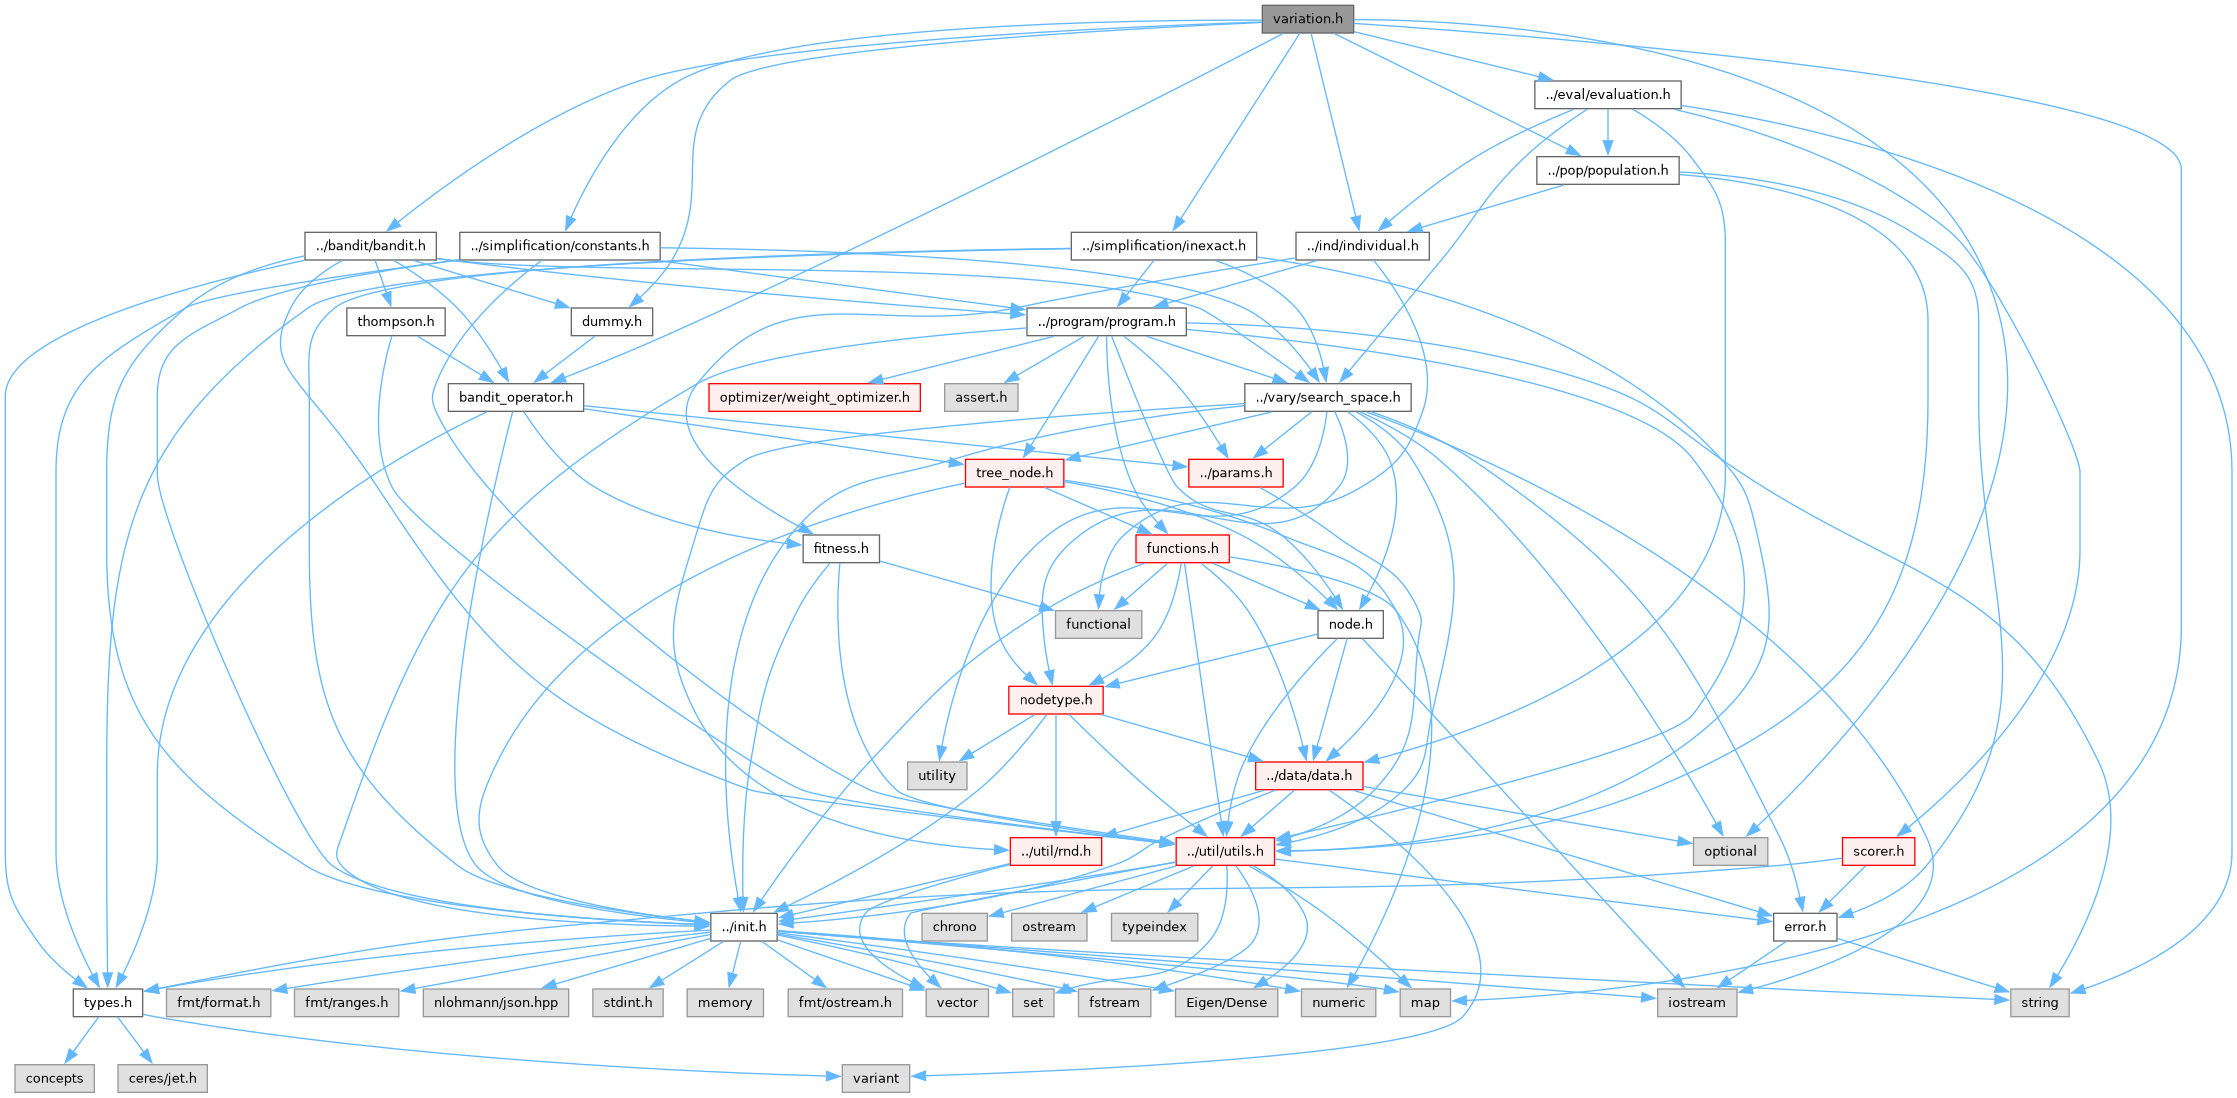 variation.h
../eval/evaluation.h
../pop/population.h
../bandit/bandit.h
../simplification/constants.h
../simplification/inexact.h
../ind/individual.h
thompson.h
dummy.h
../program/program.h
bandit_operator.h
optimizer/weight_optimizer.h
assert.h
../vary/search_space.h
tree_node.h
../params.h
fitness.h
functions.h
functional
node.h
nodetype.h
utility
../data/data.h
../util/rnd.h
../util/utils.h
optional
scorer.h
../init.h
chrono
ostream
typeindex
error.h
types.h
fmt/format.h
fmt/ranges.h
nlohmann/json.hpp
stdint.h
memory
fmt/ostream.h
vector
set
fstream
Eigen/Dense
numeric
map
iostream
string
concepts
ceres/jet.h
variant